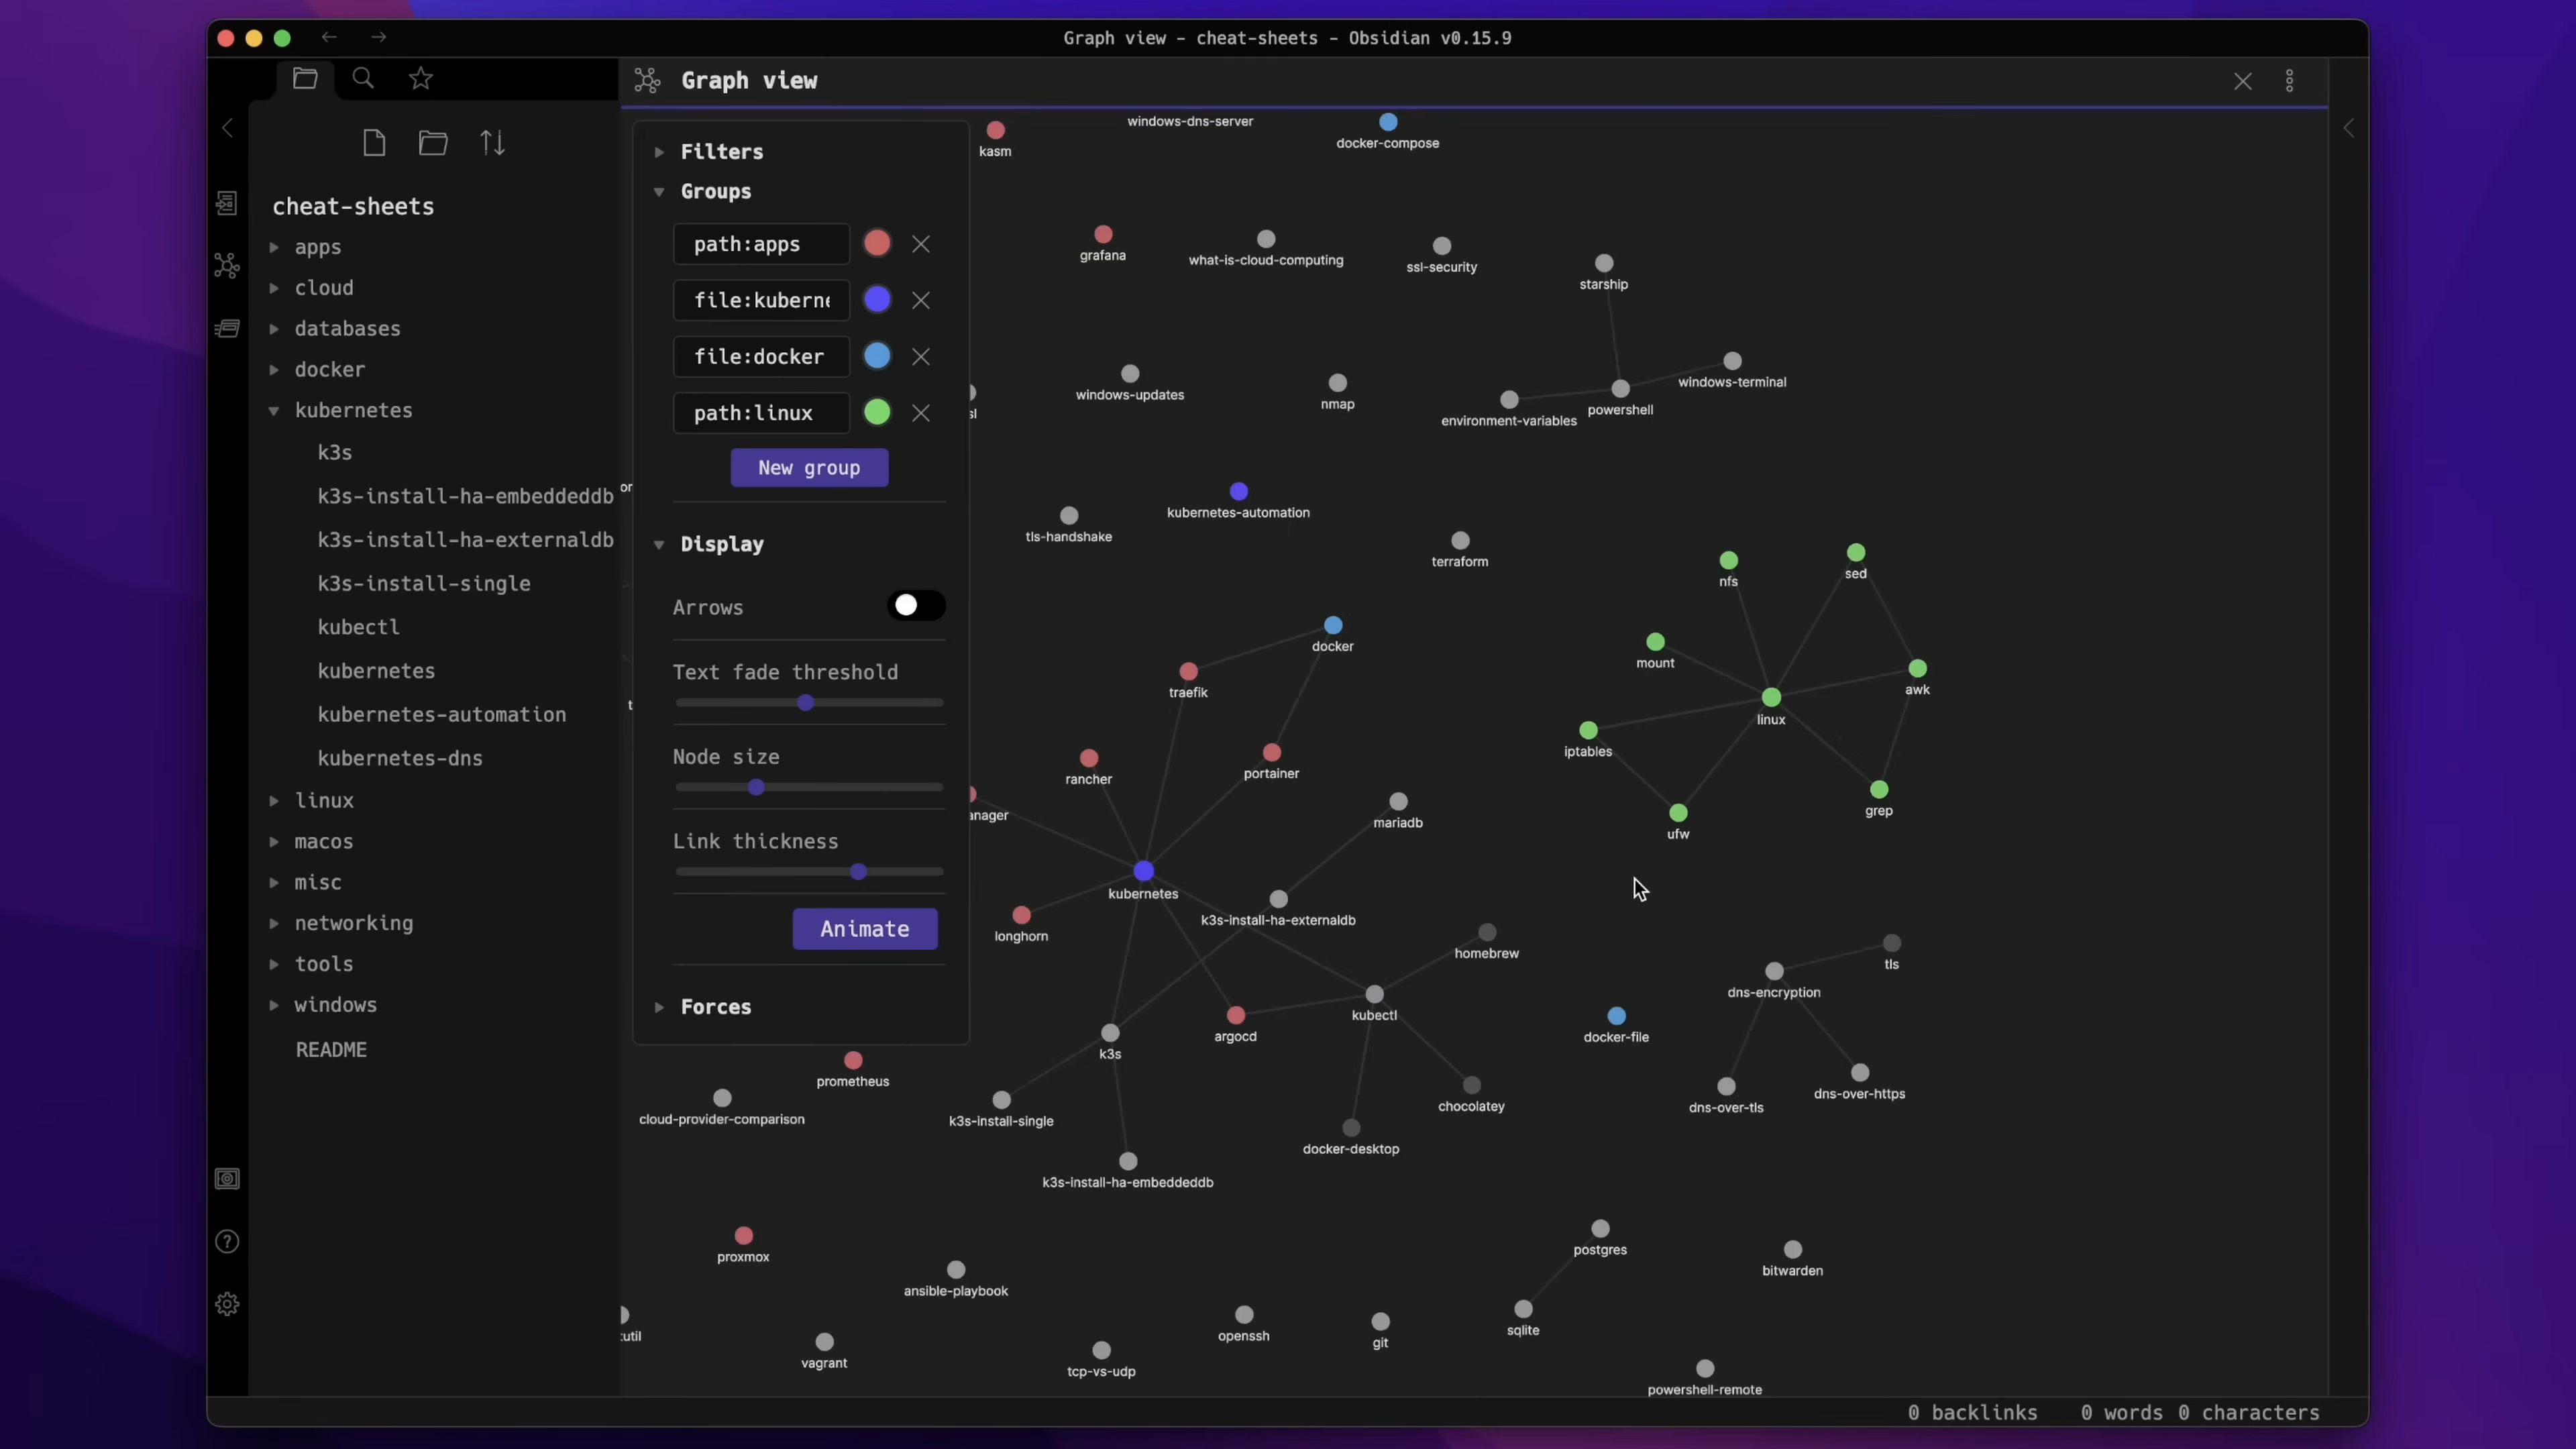 Graph view - cheat-sheets - Obsidian v0.15.9
Graph view
cheat-sheets
apps
cloud
databases
docker
kubernetes
k3s
k3s-install-ha-embeddeddb
k3s-install-ha-externaldb
k3s-install-single
kubectl
kubernetes
kubernetes-automation
kubernetes-dns
linux
macos
misc
networking
tools
windows
README
Filters
Groups
path:apps
file:kuberne
file:docker
path:linux
New group
Display
Arrows
Text fade threshold
Node size
Link thickness
Animate
Forces
windows-dns-server
kasm
docker-compose
grafana
what-is-cloud-computing
ssl-security
starship
windows-updates
nmap
windows-terminal
environment-variables
powershell
sl
or
kubernetes-automation
tls-handshake
terraform
nfs
sed
docker
mount
traefik
awk
t
linux
iptables
rancher
portainer
anager
mariadb
grep
ufw
kubernetes
k3s-install-ha-externaldb
longhorn
homebrew
tls
dns-encryption
kubectl
docker-file
argocd
k3s
prometheus
cloud-provider-comparison
k3s-install-single
chocolatey
dns-over-tls
dns-over-https
docker-desktop
k3s-install-ha-embeddeddb
proxmox
postgres
bitwarden
ansible-playbook
tutil
openssh
git
sqlite
vagrant
tcp-vs-udp
powershell-remote
0 backlinks 0 words 0 characters